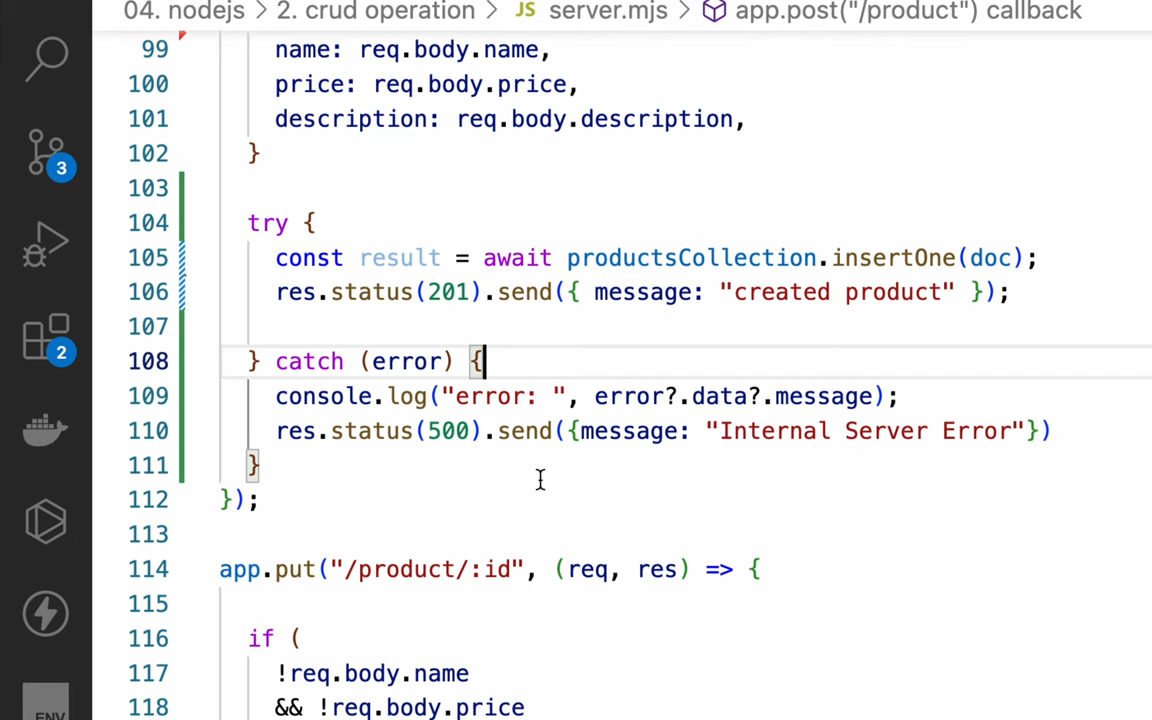 04. nodejs > 2. crud operation > JS server.mjs > app.post("/product") callback
99 name: req.body.name,
100 price: req.body.price,
101 description: req.body.description,
102 }
103
104 try {
105 const result = await productsCollection.insertOne(doc);
106 res.status(201).send({ message: "created product" });
107
108 } catch (error) {
109 console.log("error: ", error?.data?.message);
110 res.status(500).send({message: "Internal Server Error"})
111 }
112 });
113
114 app.put("/product/:id", (req, res) => {
115
116 if (
117 !req.body.name
118 && !req.body.price
3
2
ENV